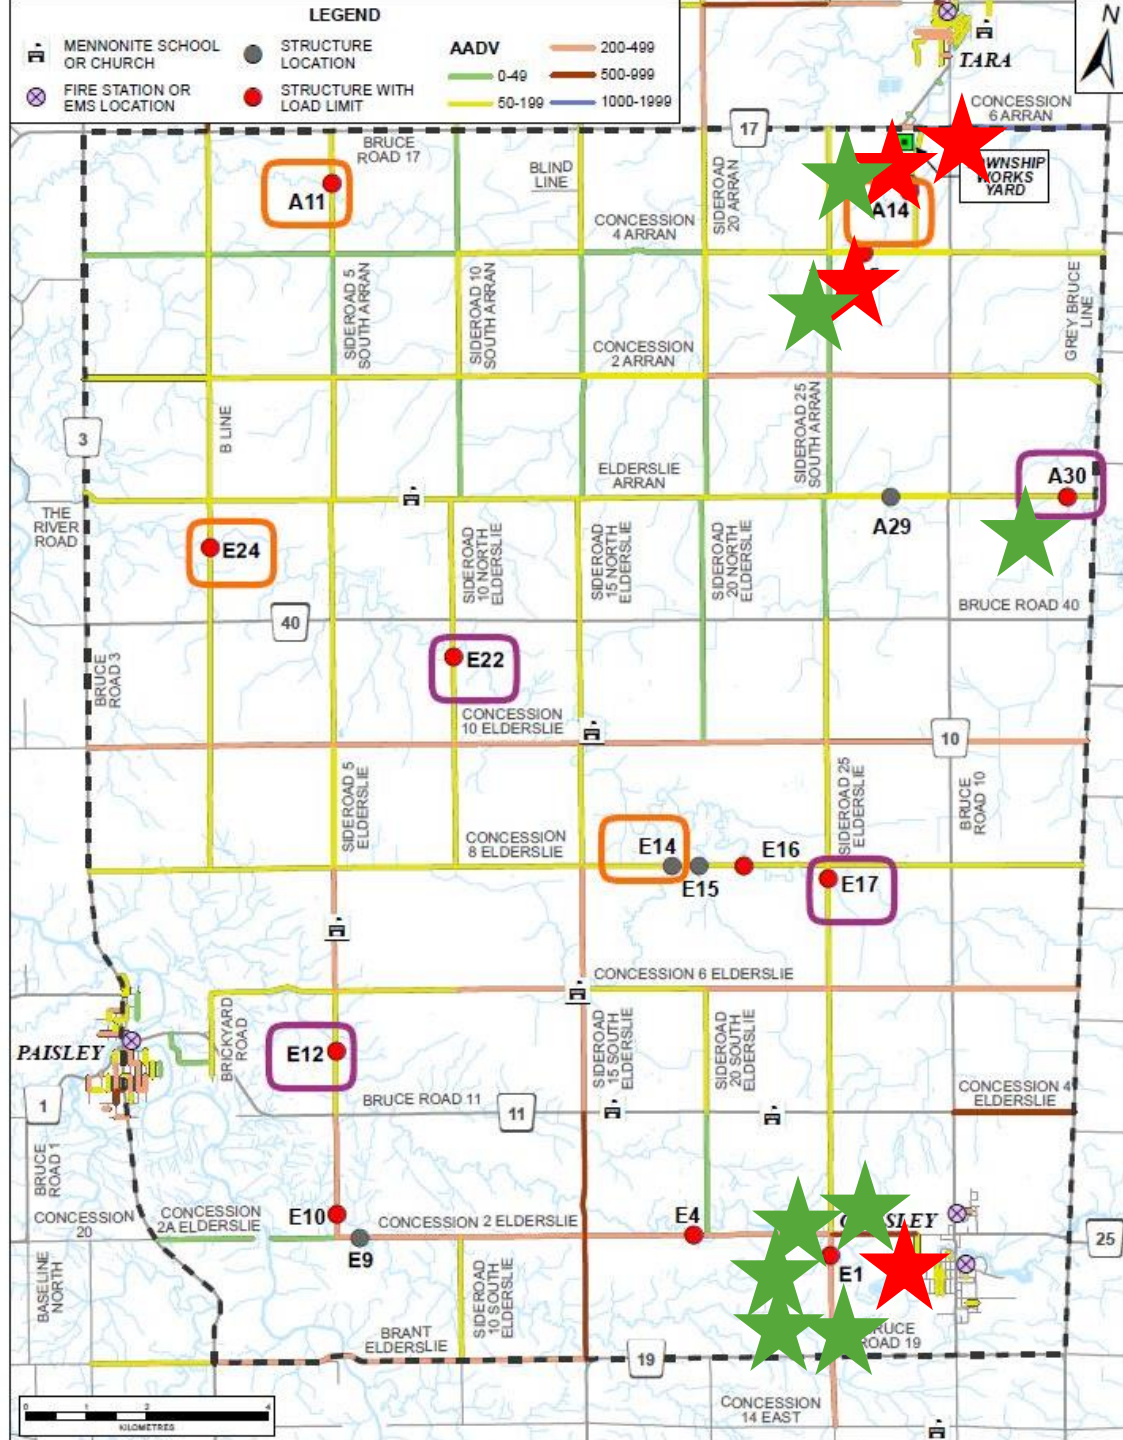 LEGEND
MENNONITE SCHOOL
OR CHURCH
FIRE STATION OR
EMS LOCATION
STRUCTURE
LOCATION
STRUCTURE WITH
LOAD LIMIT
AADV
0-49
50-199
200-499
500-999
1000-1999
N
TARA
CONCESSION
6 ARRAN
17
BRUCE
ROAD 17
BLIND
LINE
SIDEROAD
20 ARRAN
WORKS
YARD
A11
A14
CONCESSION
4 ARRAN
SIDEROAD 5
SOUTH ARRAN
SIDEROAD 10
SOUTH ARRAN
GREY BRUCE
LINE
CONCESSION
2 ARRAN
SIDEROAD 25
SOUTH ARRAN
B LINE
3
ELDERSLIE
ARRAN
A30
A29
THE
RIVER
ROAD
E24
SIDEROAD
10 NORTH
ELDERSLIE
SIDEROAD
15 NORTH
ELDERSLIE
SIDEROAD
20 NORTH
ELDERSLIE
BRUCE ROAD 40
40
E22
BRUCE
ROAD 3
CONCESSION
10 ELDERSLIE
10
SIDEROAD 5
ELDERSLIE
SIDEROAD 25
ELDERSLIE
BRUCE
ROAD 10
CONCESSION
8 ELDERSLIE
E14
E15
E16
E17
CONCESSION 6 ELDERSLIE
BRICKYARD
ROAD
PAISLEY
E12
SIDEROAD
15 SOUTH
ELDERSLIE
SIDEROAD
20 SOUTH
ELDERSLIE
CONCESSION 4
ELDERSLIE
1
BRUCE ROAD 11
11
BRUCE
ROAD 1
CONCESSION
20
CONCESSION
2A ELDERSLIE
E10
CONCESSION 2 ELDERSLIE
E4
E9
E1
25
BASELINE
NORTH
SIDEROAD
10 SOUTH
ELDERSLIE
BRANT
ELDERSLIE
19
ROAD 19
CONCESSION
14 EAST
0 1 2 4
KILOMETRES